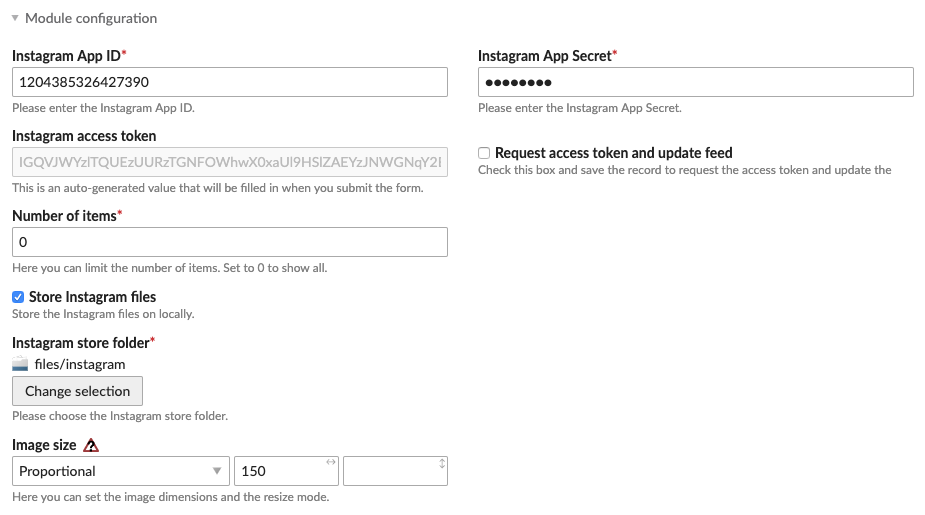 Module configuration
Instagram App ID*
Instagram App Secret*
1204385326427390
••••••••
Please enter the Instagram App ID.
Please enter the Instagram App Secret.
Instagram access token
Request access token and update feed
Check this box and save the record to request the access token and update the
This is an auto-generated value that will be filled in when you submit the form.
Number of items*
0
Here you can limit the number of items. Set to 0 to show all.
Store Instagram files
Store the Instagram files on locally.
Instagram store folder*
files/instagram
Change selection
Please choose the Instagram store folder.
Image size
Proportional
150
Here you can set the image dimensions and the resize mode.